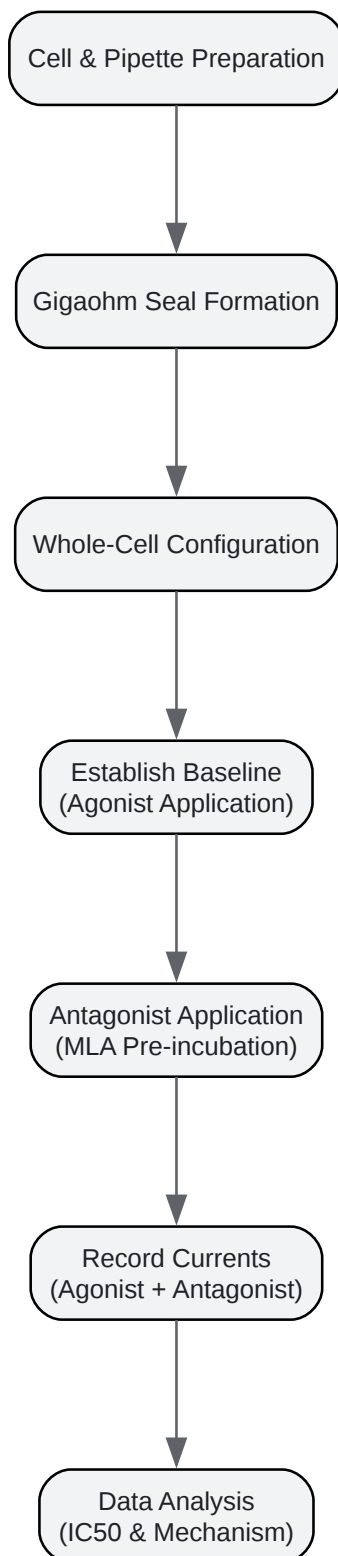 Cell & Pipette Preparation
Gigaohm Seal Formation
Whole-Cell Configuration
Establish Baseline
(Agonist Application)
Antagonist Application
(MLA Pre-incubation)
Record Currents
(Agonist + Antagonist)
Data Analysis
(IC50 & Mechanism)